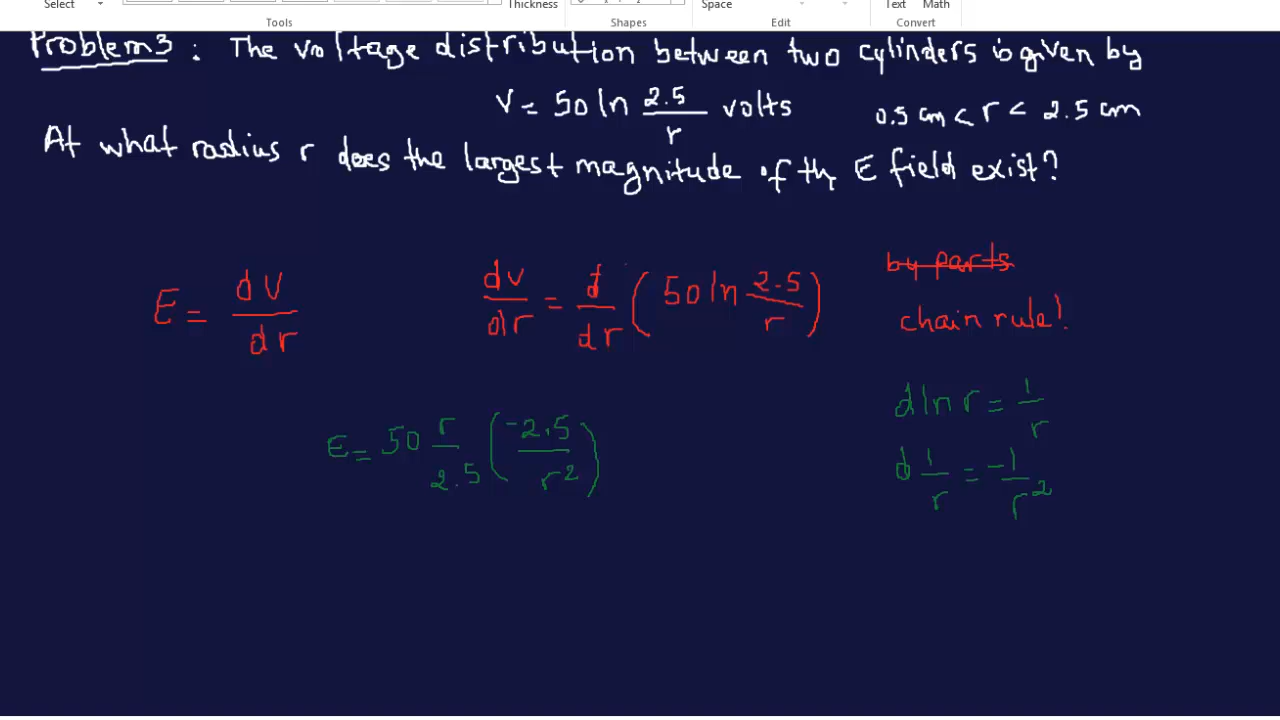 Select Thickness Space Text Math
Tools Shapes Edit Convert
Problem 3 : The voltage distribution between two cylinders is given by
V = 50 ln 2.5/r volts 0.5 cm < r < 2.5 cm
At what radius r does the largest magnitude of th E field exist?
by parts
E = dV/dr dv/dr = d/dr (50 ln 2.5/r) chain rule!
d ln r = 1/r
E = 50 r/2.5 (-2.5/r²)
d 1/r = -1/r²